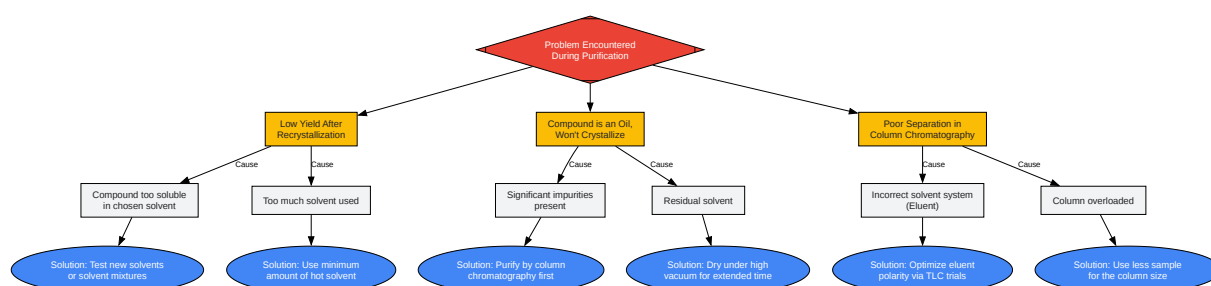 Problem Encountered
During Purification
Low Yield After
Recrystallization
Compound is an Oil,
Won't Crystallize
Poor Separation in
Column Chromatography
Cause
Cause
Cause
Cause
Cause
Cause
Compound too soluble
in chosen solvent
Too much solvent used
Significant impurities
present
Residual solvent
Incorrect solvent system
(Eluent)
Column overloaded
Solution: Test new solvents
or solvent mixtures
Solution: Use minimum
amount of hot solvent
Solution: Purify by column
chromatography first
Solution: Dry under high
vacuum for extended time
Solution: Optimize eluent
polarity via TLC trials
Solution: Use less sample
for the column size